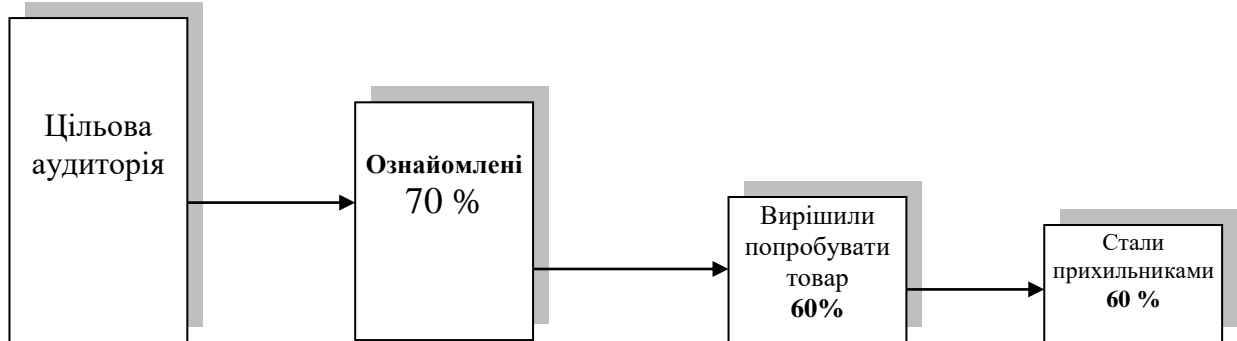 Цільова
аудиторія
Ознайомлені
70 %
Вирішили
попробувати
товар
60%
Стали
прихильниками
60 %